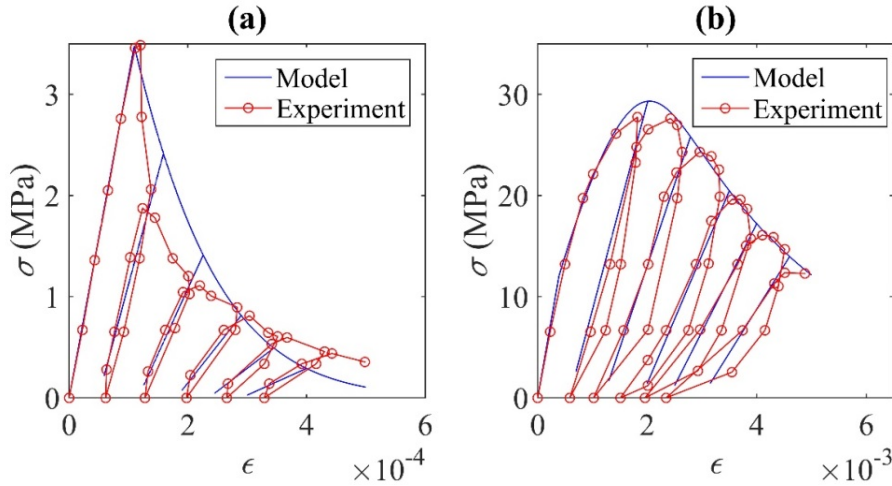 (a)
3
2
1
0
σ (MPa)
Model
Experiment
0 2 4 6
ϵ
×10⁻⁴
(b)
30
20
10
0
σ (MPa)
Model
Experiment
0 2 4 6
ϵ
×10⁻³